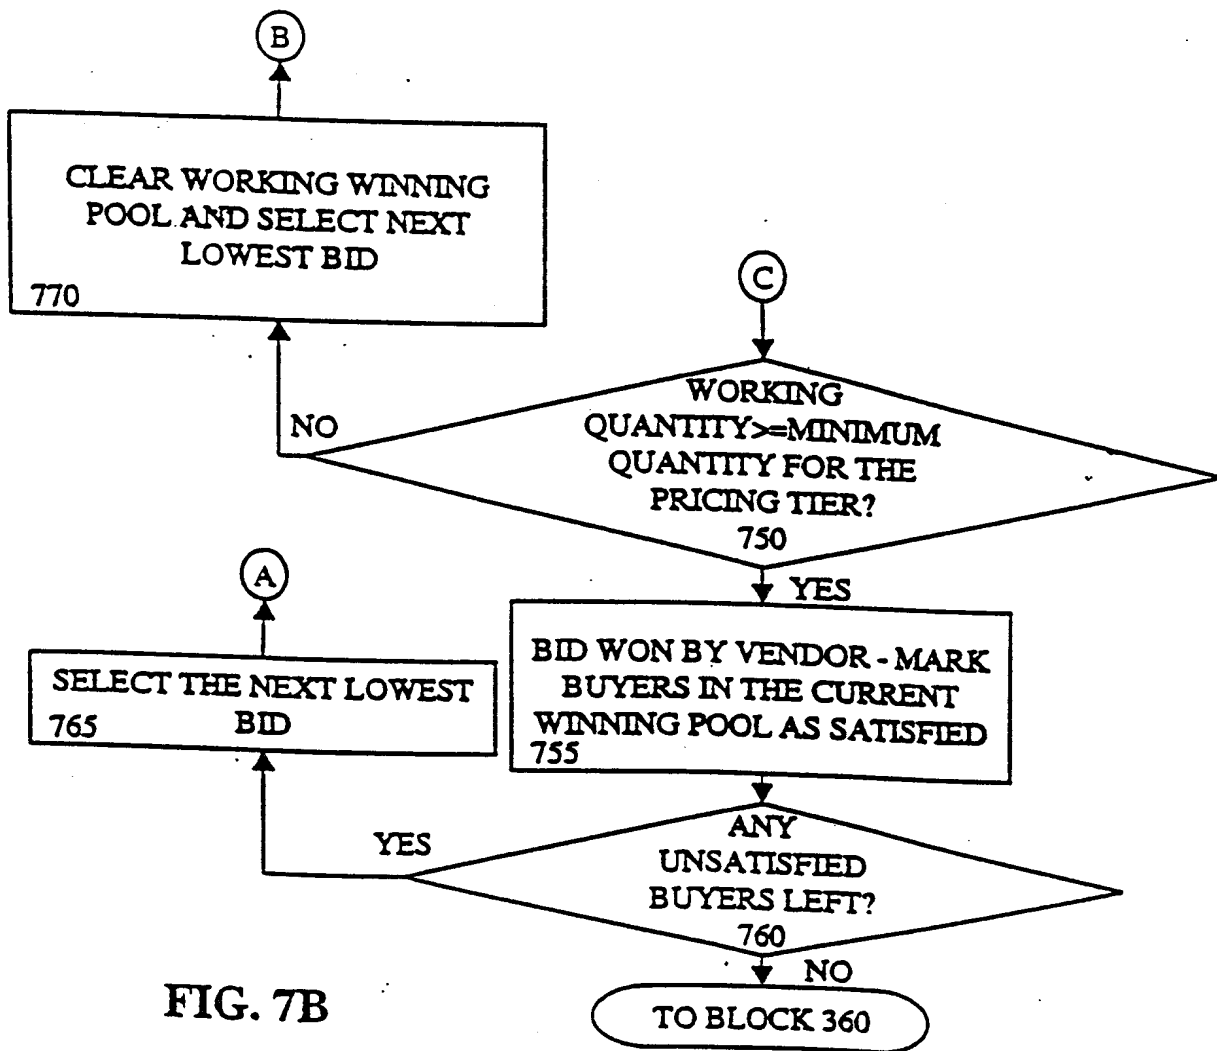 B
CLEAR WORKING WINNING
POOL AND SELECT NEXT
LOWEST BID
770
C
WORKING
QUANTITY>=MINIMUM
QUANTITY FOR THE
PRICING TIER?
750
NO
YES
A
SELECT THE NEXT LOWEST
BID
765
BID WON BY VENDOR - MARK
BUYERS IN THE CURRENT
WINNING POOL AS SATISFIED
755
YES
ANY
UNSATISFIED
BUYERS LEFT?
760
NO
TO BLOCK 360
FIG. 7B